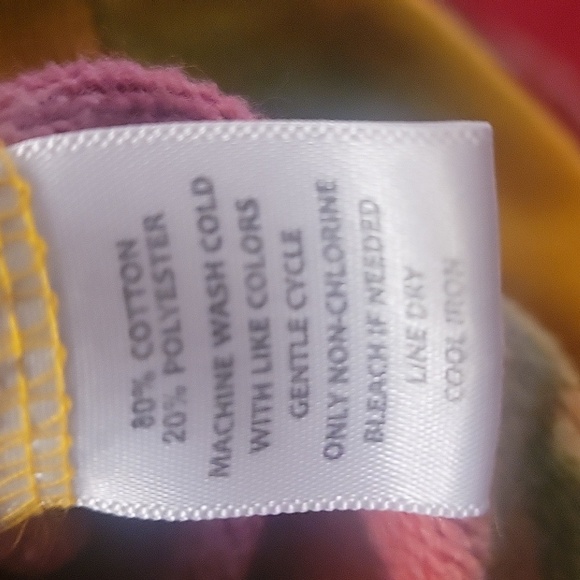 80% COTTON
20% POLYESTER
MACHINE WASH COLD
WITH LIKE COLORS
GENTLE CYCLE
ONLY NON-CHLORINE
BLEACH IF NEEDED
LINE DRY
COOL IRON